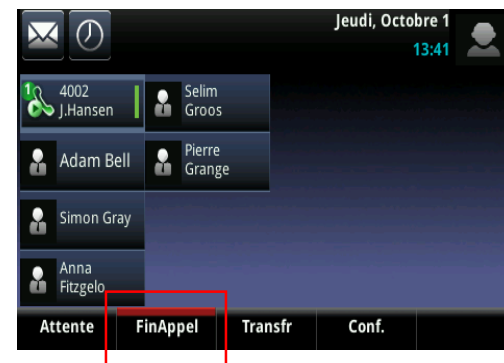 Jeudi, Octobre 1
13:41
1
4002
J.Hansen
Selim
Groos
Adam Bell
Pierre
Grange
Simon Gray
Anna
Fitzgelo
Attente FinAppel Transfr Conf.